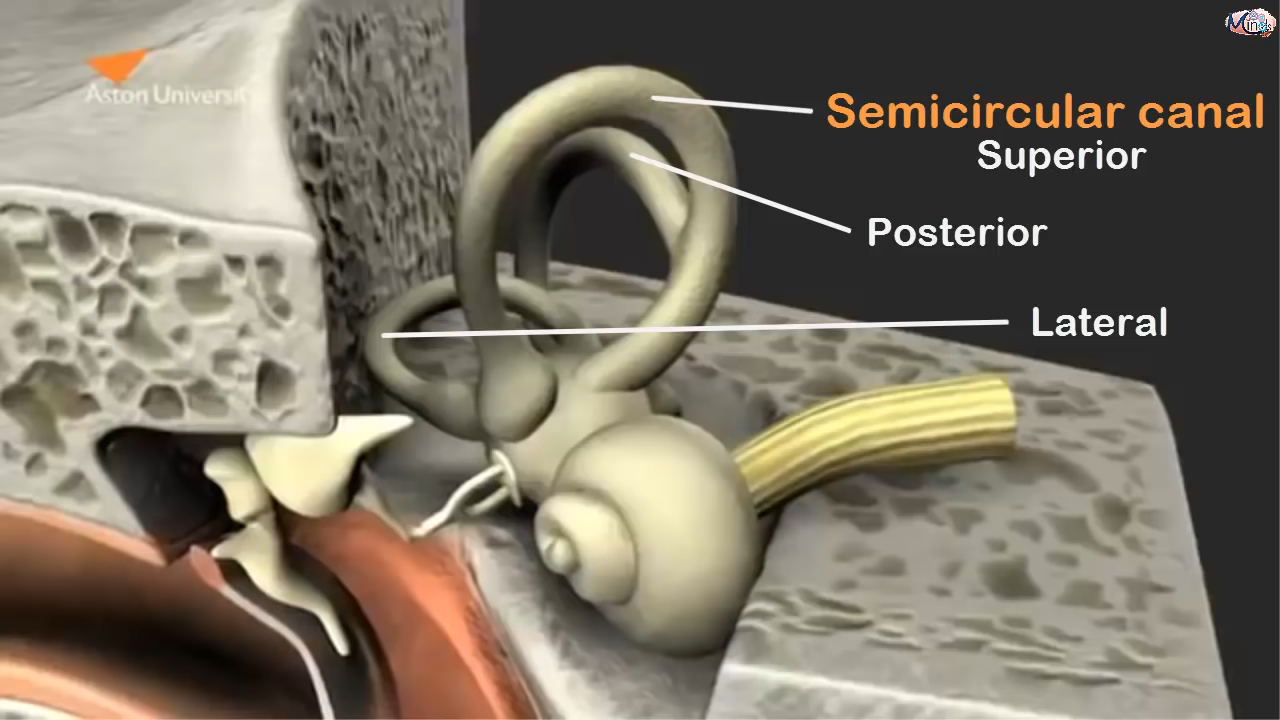 Aston Universit
Semicircular canal
Superior
Posterior
Lateral